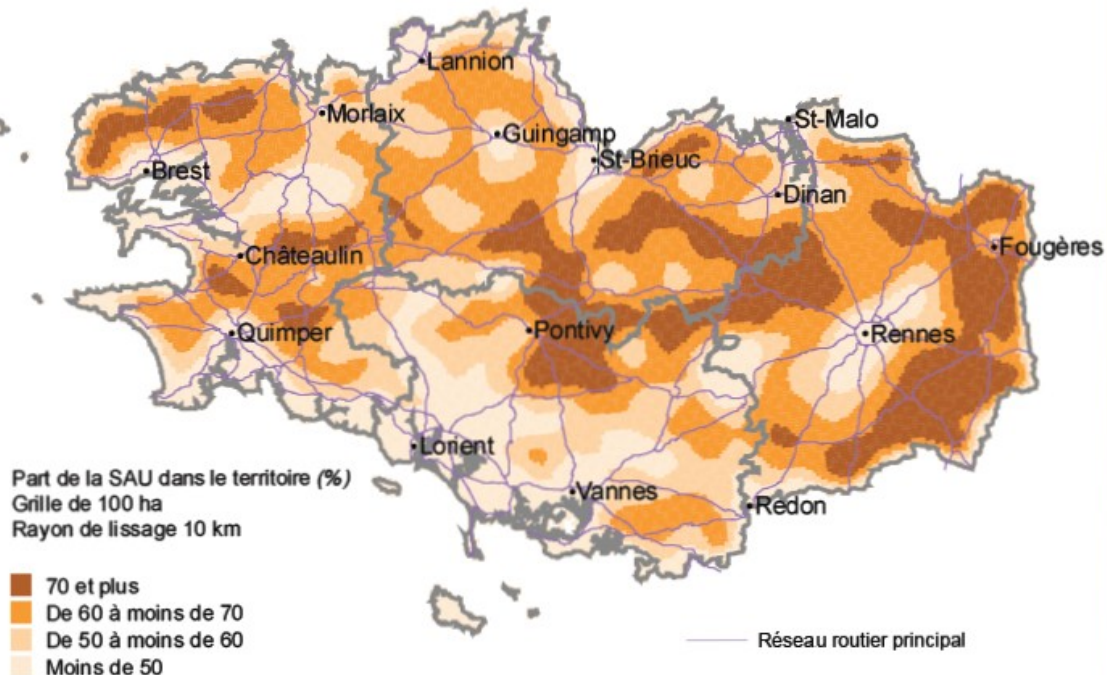 Lannion
Morlaix
Guingamp
St-Malo
St-Brieuc
Brest
Dinan
Châteaulin
Fougères
Quimper
Pontivy
Rennes
Lorient
Vannes
Redon
Part de la SAU dans le territoire (%)
Grille de 100 ha
Rayon de lissage 10 km
70 et plus
De 60 à moins de 70
De 50 à moins de 60
Moins de 50
Réseau routier principal